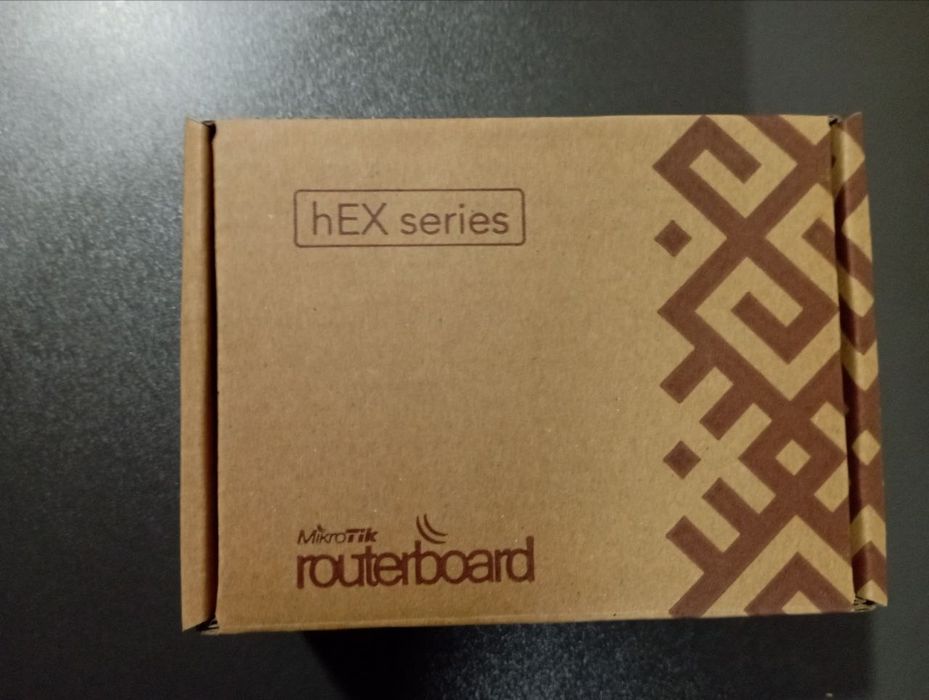 hEX series
MikroTik
routerboard